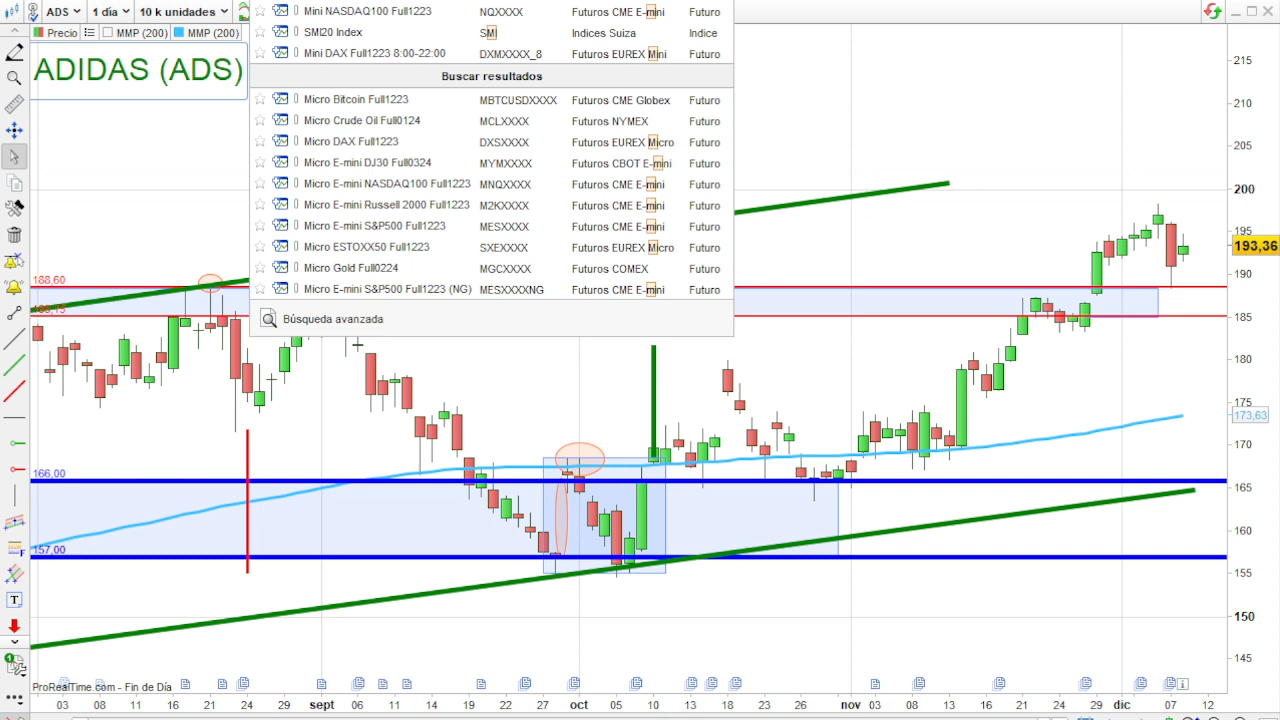 ADS 1 día 10 k unidades
Precio MMP (200) MMP (200)
ADIDAS (ADS)
Mini NASDAQ100 Full1223 NQXXXX Futuros CME E-mini Futuro
SMI20 Index SMI Indices Suiza Indice
Mini DAX Full1223 8:00-22:00 DXMXXXX_8 Futuros EUREX Mini Futuro
Buscar resultados
Micro Bitcoin Full1223 MBTCUSDXXXX Futuros CME Globex Futuro
Micro Crude Oil Full0124 MCLXXXX Futuros NYMEX Futuro
Micro DAX Full1223 DXSXXXX Futuros EUREX Micro Futuro
Micro E-mini DJ30 Full0324 MYMXXXX Futuros CBOT E-mini Futuro
Micro E-mini NASDAQ100 Full1223 MNQXXXX Futuros CME E-mini Futuro
Micro E-mini Russell 2000 Full1223 M2KXXXX Futuros CME E-mini Futuro
Micro E-mini S&P500 Full1223 MESXXXX Futuros CME E-mini Futuro
Micro ESTOXX50 Full1223 SXEXXXX Futuros EUREX Micro Futuro
Micro Gold Full0224 MGCXXXX Futuros COMEX Futuro
Micro E-mini S&P500 Full1223 (NG) MESXXXXNG Futuros CME E-mini Futuro
Búsqueda avanzada
215
210
205
200
195
193,36
190
185
180
175
173,63
170
165
160
155
150
145
188,60
166,00
157,00
ProRealTime.com - Fin de Día
03 08 11 16 21 24 29 sept 06 11 14 19 22 27 oct 05 10 13 18 23 26 nov 03 08 13 16 21 24 29 dic 07 12